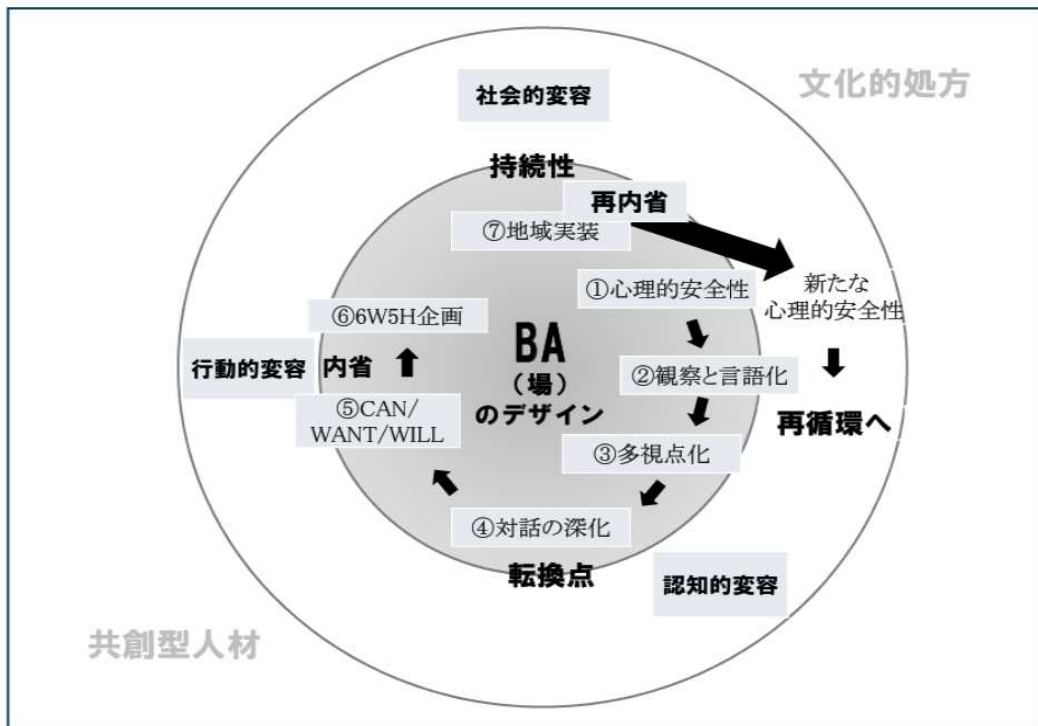 文化的処方
社会的変容
持続性
再内省
⑦地域実装
①心理的安全性
新たな
心理的安全性
⑥6W5H企画
BA
（場）
のデザイン
行動的変容
内省
②観察と言語化
再循環へ
⑤CAN/
WANT/WILL
③多視点化
④対話の深化
転換点
認知的変容
共創型人材